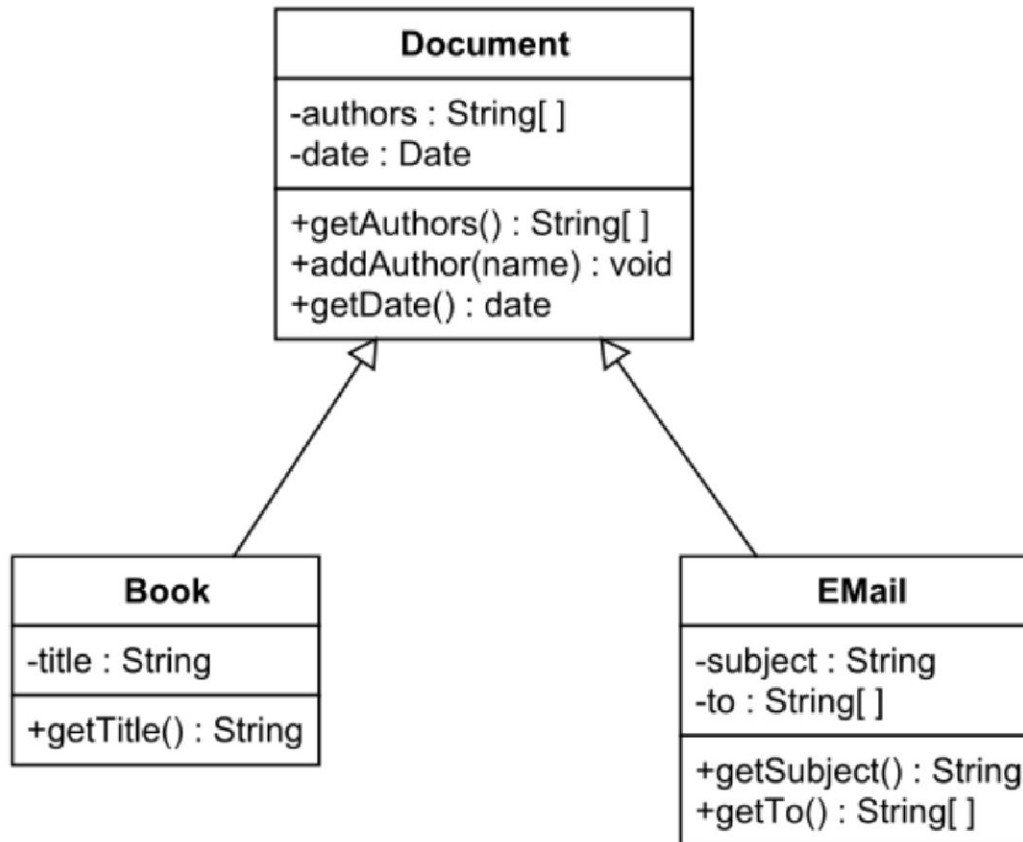 Document
-authors : String[ ]
-date : Date
+getAuthors() : String[ ]
+addAuthor(name) : void
+getDate() : date
Book
-title : String
+getTitle() : String
EMail
-subject : String
-to : String[ ]
+getSubject() : String
+getTo() : String[ ]